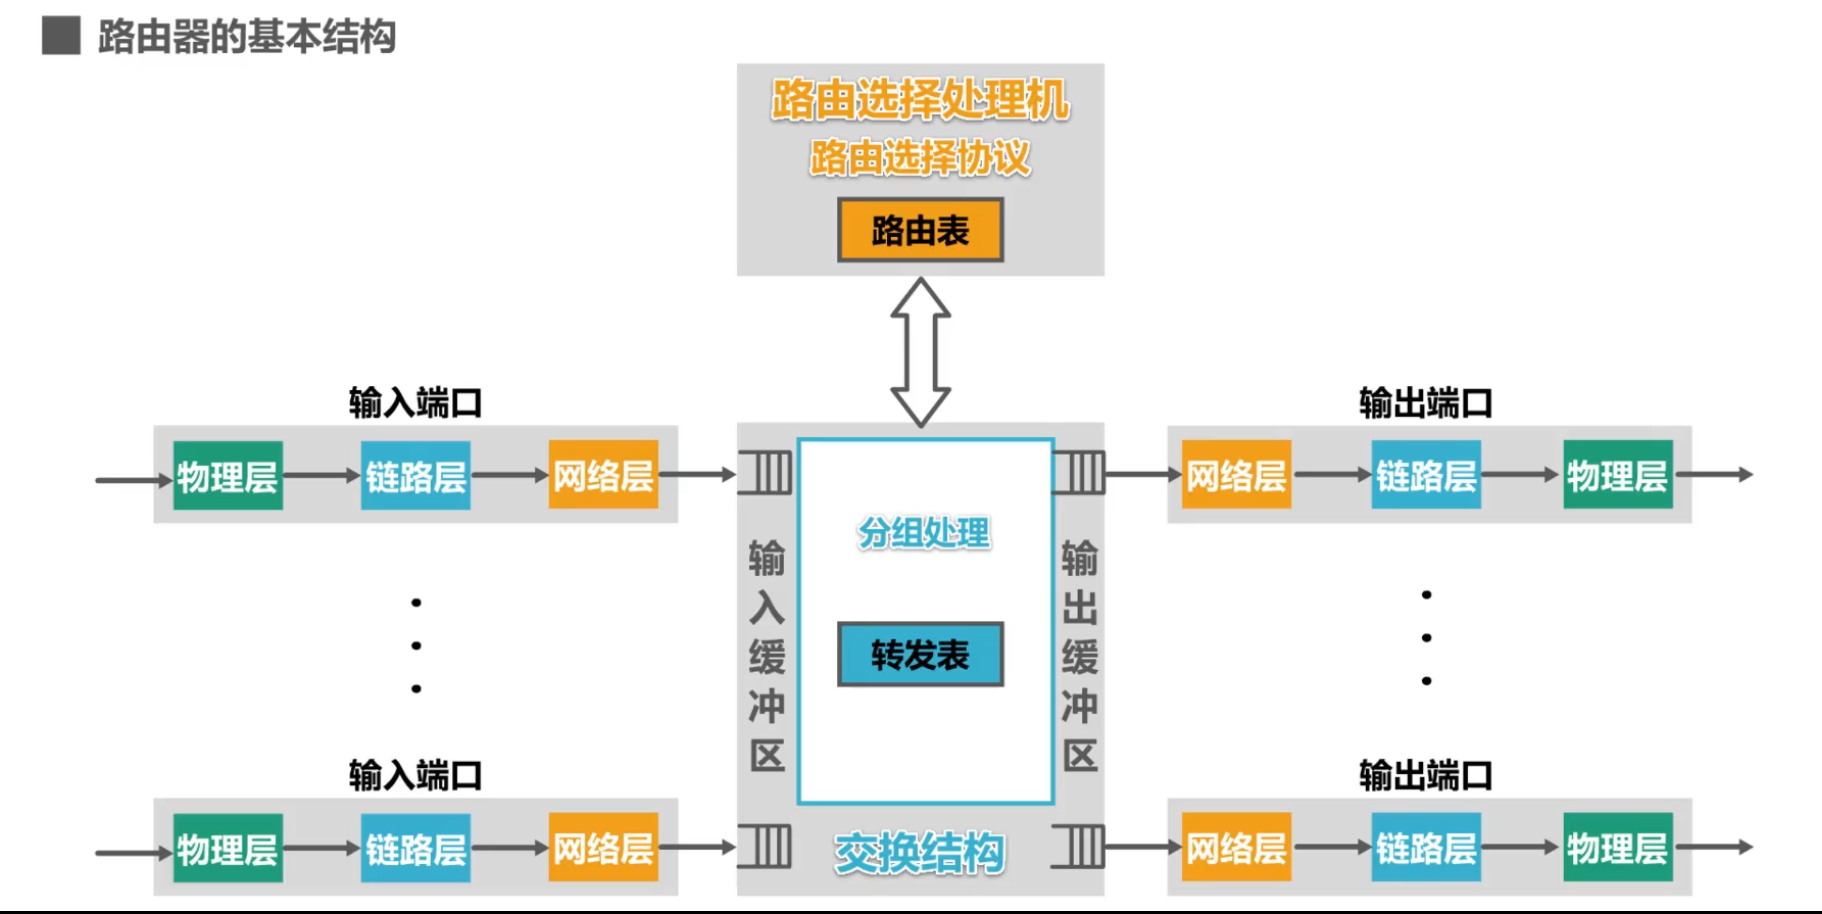 路由器的基本结构
路由选择处理机
路由选择协议
路由表
输入端口
物理层 链路层 网络层
输出端口
网络层 链路层 物理层
输入缓冲区
分组处理
转发表
输出缓冲区
输入端口
物理层 链路层 网络层
交换结构
输出端口
网络层 链路层 物理层